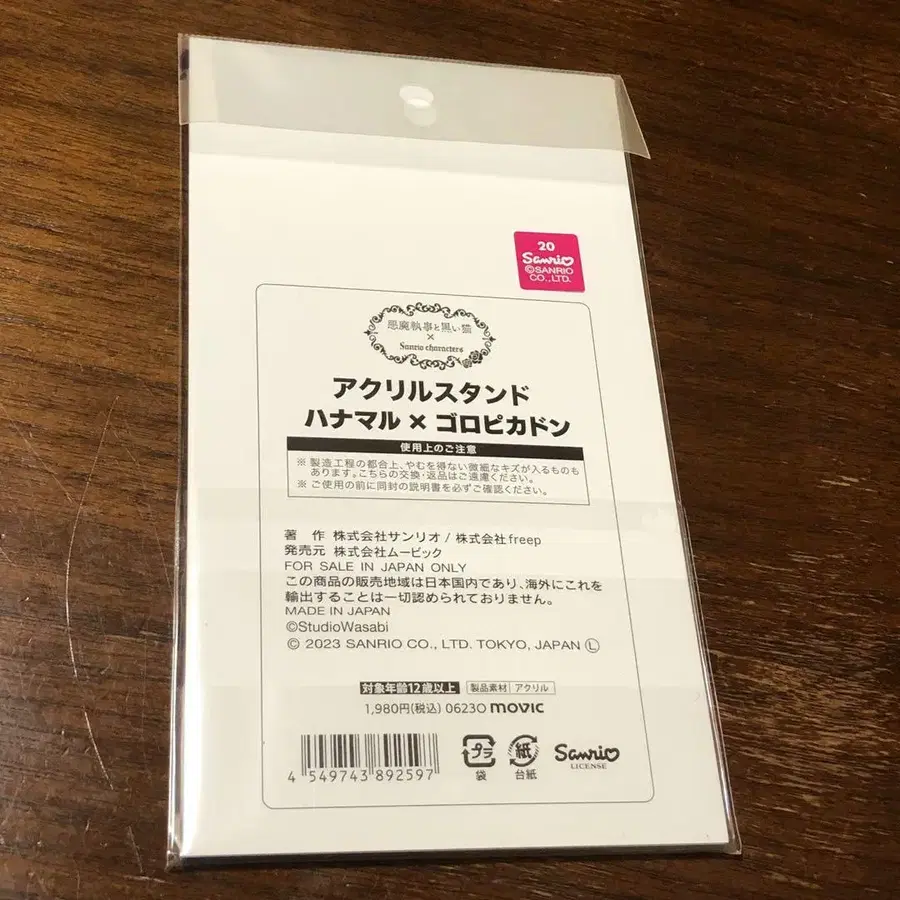 20
Sanrio
©SANRIO
CO.,LTD.
悪魔執事と黒い猫
×
Sanrio characters
アクリルスタンド
ハナマル × ゴロピカドン
使用上のご注意
※ 製造工程の都合上、やむを得ない微細なキズが入るものも
あります。こちらの交換・返品はご遠慮ください。
※ ご使用の前に同封の説明書を必ずご確認ください。
著 作 株式会社サンリオ / 株式会社freep
発売元 株式会社ムービック
FOR SALE IN JAPAN ONLY
この商品の販売地域は日本国内であり、海外にこれを
輸出することは一切認められておりません。
MADE IN JAPAN
©StudioWasabi
© 2023 SANRIO CO., LTD. TOKYO, JAPAN Ⓛ
対象年齢12歳以上 製品素材 アクリル
1,980円(税込) 0623O movic
4 549743 892597
プラ 紙 Sanrio
袋 台紙 LICENSE